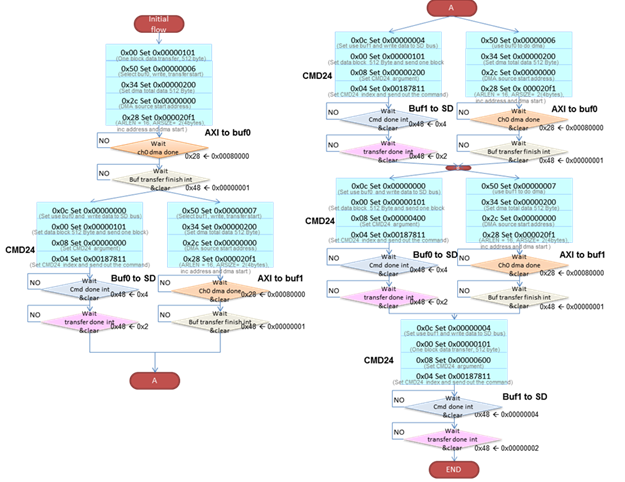 Initial
flow
0x00 Set 0x00000101
(One block data transfer, 512 byte)
0x50 Set 0x00000006
(Select buf0, write, transfer start)
0x34 Set 0x00000200
(Set dma total data 512 byte)
0x2c Set 0x00000000
(DMA source start address)
0x28 Set 0x000020f1
(ARLEN = 16, ARSIZE= 2(4bytes),
inc address and dma start )
AXI to buf0
NO
Wait
ch0 dma done
0x28 ← 0x00080000
NO
Wait
Buf transfer finish int
&clear
0x48 ← 0x00000001
CMD24
0x0c Set 0x00000000
(Set use buf0, and write data to SD bus)
0x00 Set 0x00000101
(Set data block 512 Byte and send one block)
0x08 Set 0x00000000
(Set CMD24 argument)
0x04 Set 0x00187811
(Set CMD24 index and send out the command)
Buf0 to SD
NO
Wait
Cmd done int
&clear
0x48 ← 0x4
NO
Wait
transfer done int
&clear
0x48 ← 0x2
0x50 Set 0x00000007
(Select buf1, write, transfer start)
0x34 Set 0x00000200
(Set dma total data 512 byte)
0x2c Set 0x00000000
(DMA source start address)
0x28 Set 0x000020f1
(ARLEN = 16, ARSIZE= 2(4bytes),
inc address and dma start )
AXI to buf1
NO
Wait
Ch0 dma done
&clear
0x28 ← 0x00080000
NO
Wait
Buf transfer finish int
&clear
0x48 ← 0x00000001
A
A
CMD24
0x0c Set 0x00000004
(Set use buf1 and write data to SD bus)
0x00 Set 0x00000101
(Set data block 512 Byte and send one block)
0x08 Set 0x00000200
(Set CMD24 argument)
0x04 Set 0x00187811
(Set CMD24 index and send out the command)
Buf1 to SD
NO
Wait
Cmd done int
&clear
0x48 ← 0x4
NO
Wait
transfer done int
&clear
0x48 ← 0x2
0x50 Set 0x00000006
(use buf0 to do dma)
0x34 Set 0x00000200
(Set dma total data 512 byte)
0x2c Set 0x00000000
(DMA source start address)
0x28 Set 0x 000020f1
(ARLEN = 16, ARSIZE= 2(4bytes),
inc address and dma start )
AXI to buf0
NO
Wait
Ch0 dma done
&clear
0x28 ← 0x00080000
NO
Wait
Buf transfer finish int
&clear
0x48 ← 0x00000001
CMD24
0x0c Set 0x00000000
(Set use buf0 and write data to SD bus)
0x00 Set 0x00000101
(Set data block 512 Byte and send one block)
0x08 Set 0x00000400
(Set CMD24 argument)
0x04 Set 0x00187811
(Set CMD24 index and send out the command)
Buf0 to SD
NO
Wait
Cmd done int
&clear
0x48 ← 0x4
NO
Wait
transfer done int
&clear
0x48 ← 0x2
0x50 Set 0x00000007
(use buf1 to do dma)
0x34 Set 0x00000200
(Set dma total data 512 byte)
0x2c Set 0x00000000
(DMA source start address)
0x28 Set 0x000020f1
(ARLEN = 16, ARSIZE= 2(4bytes),
inc address and dma start )
AXI to buf1
NO
Wait
Ch0 dma done
&clear
0x28 ← 0x00080000
NO
Wait
Buf transfer finish int
&clear
0x48 ← 0x00000001
CMD24
0x0c Set 0x00000004
(Set use buf1 and write data to SD bus)
0x00 Set 0x00000101
(One block data transfer, 512 byte)
0x08 Set 0x00000600
(Set CMD24 argument)
0x04 Set 0x00187811
(Set CMD24 index and send out the command)
Buf1 to SD
NO
Wait
Cmd done int
&clear
0x48 ← 0x00000004
NO
Wait
transfer done int
&clear
0x48 ← 0x00000002
END